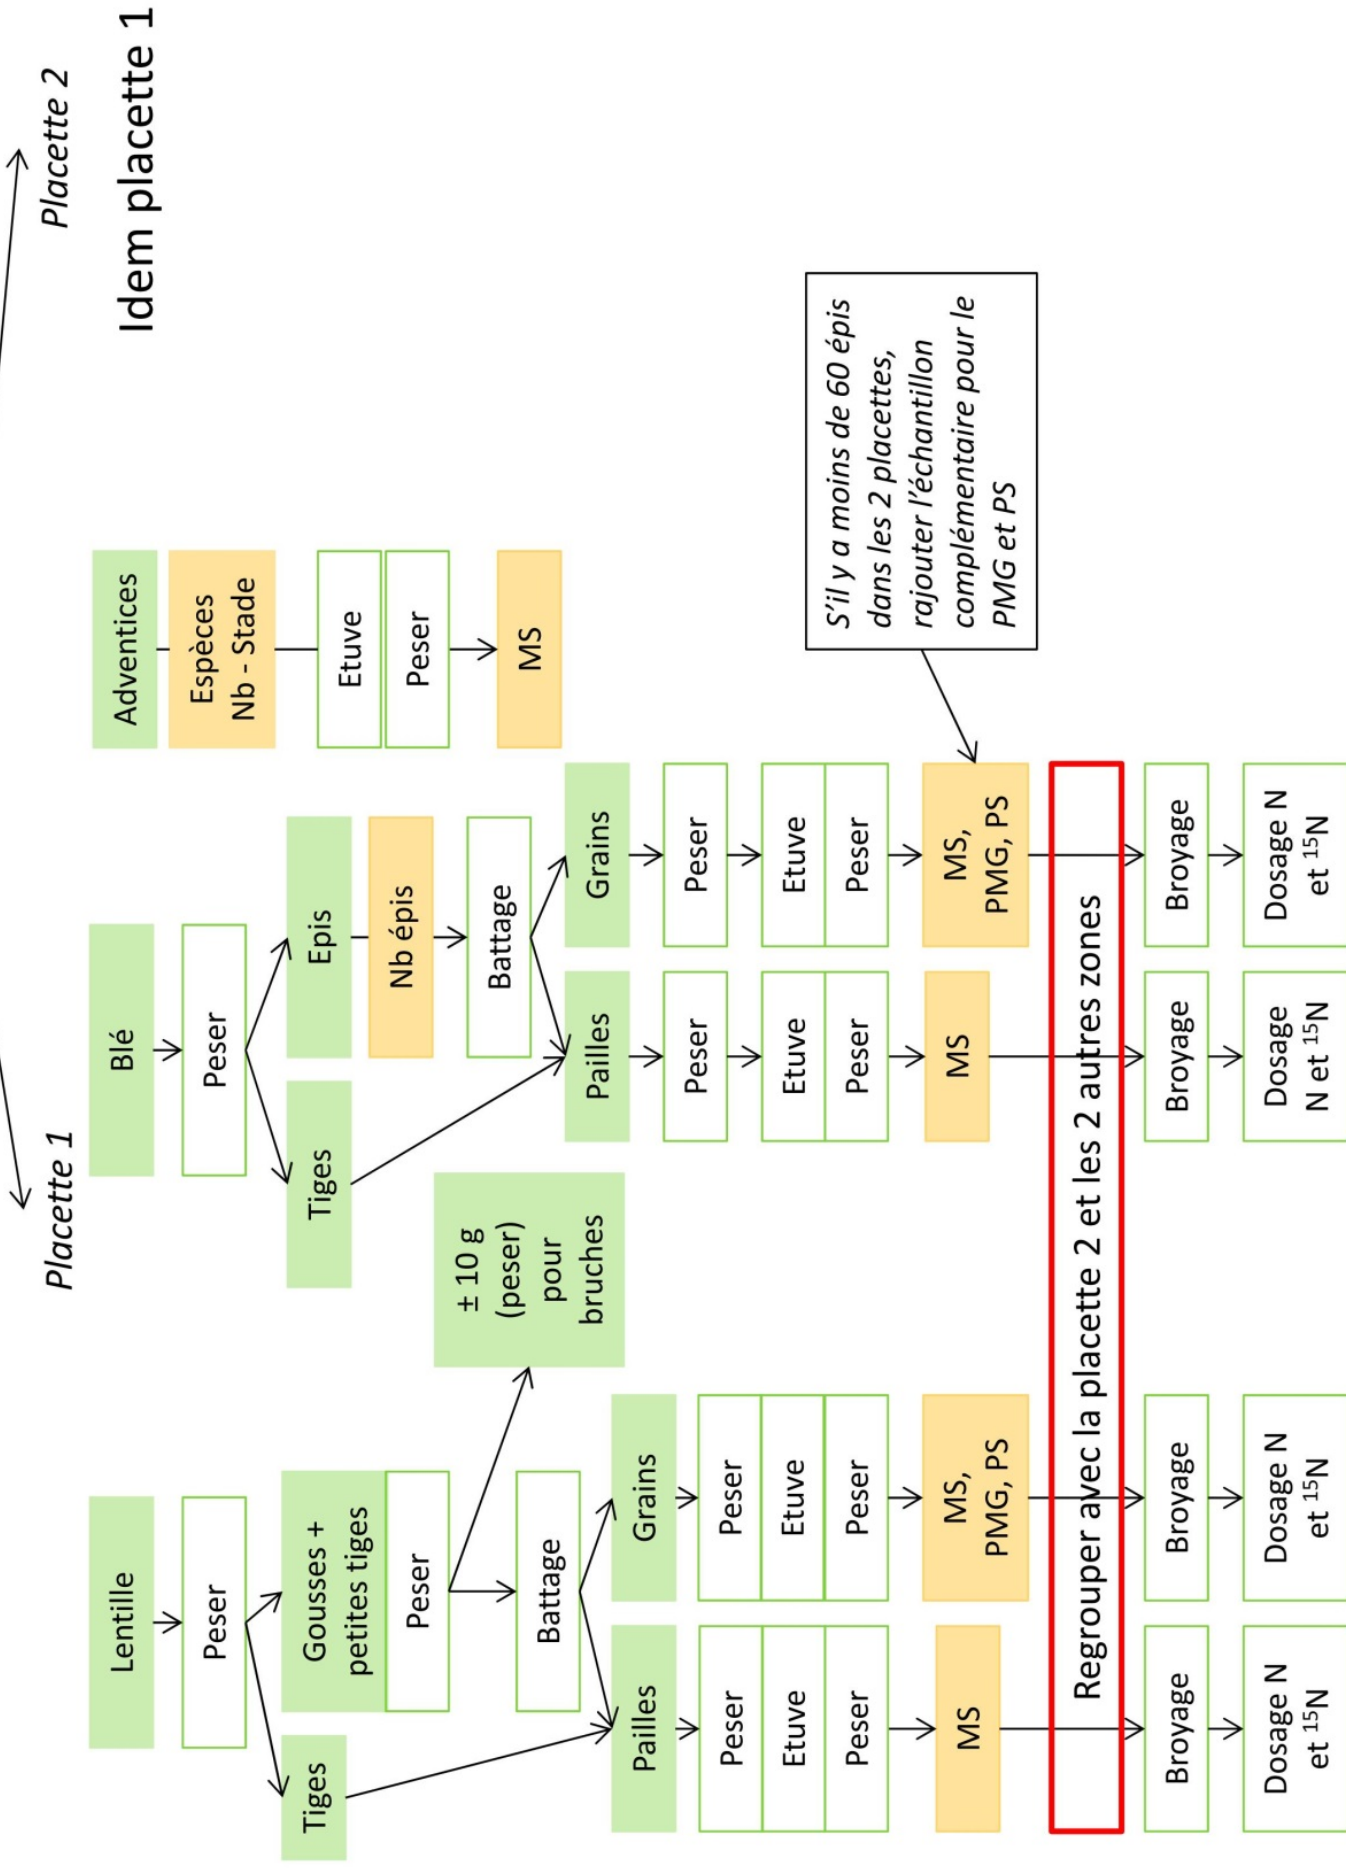 Placette 1
Placette 2
Idem placette 1
Lentille
Peser
Tiges
Gousses +
petites tiges
Peser
± 10 g
(peser)
pour
bruches
Battage
Pailles
Peser
Etuve
Peser
MS
Grains
Peser
Etuve
Peser
MS,
PMG, PS
Blé
Peser
Tiges
Epis
Nb épis
Battage
Pailles
Peser
Etuve
Peser
MS
Grains
Peser
Etuve
Peser
MS,
PMG, PS
Adventices
Espèces
Nb - Stade
Etuve
Peser
MS
S’il y a moins de 60 épis
dans les 2 placettes,
rajouter l’échantillon
complémentaire pour le
PMG et PS
Regrouper avec la placette 2 et les 2 autres zones
Broyage
Dosage N
et ¹⁵N
Broyage
Dosage N
et ¹⁵N
Broyage
Dosage
N et ¹⁵N
Broyage
Dosage N
et ¹⁵N